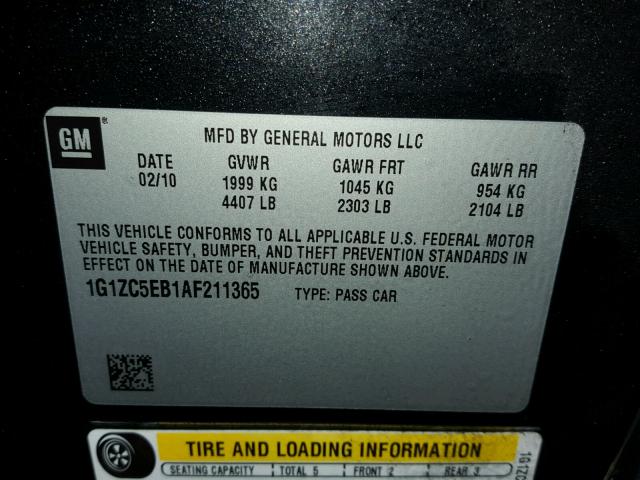 GM ®
MFD BY GENERAL MOTORS LLC
DATE GVWR GAWR FRT GAWR RR
02/10 1999 KG 1045 KG 954 KG
4407 LB 2303 LB 2104 LB
THIS VEHICLE CONFORMS TO ALL APPLICABLE U.S. FEDERAL MOTOR
VEHICLE SAFETY, BUMPER, AND THEFT PREVENTION STANDARDS IN
EFFECT ON THE DATE OF MANUFACTURE SHOWN ABOVE.
1G1ZC5EB1AF211365 TYPE: PASS CAR
TIRE AND LOADING INFORMATION
SEATING CAPACITY TOTAL 5 FRONT 2 REAR 3